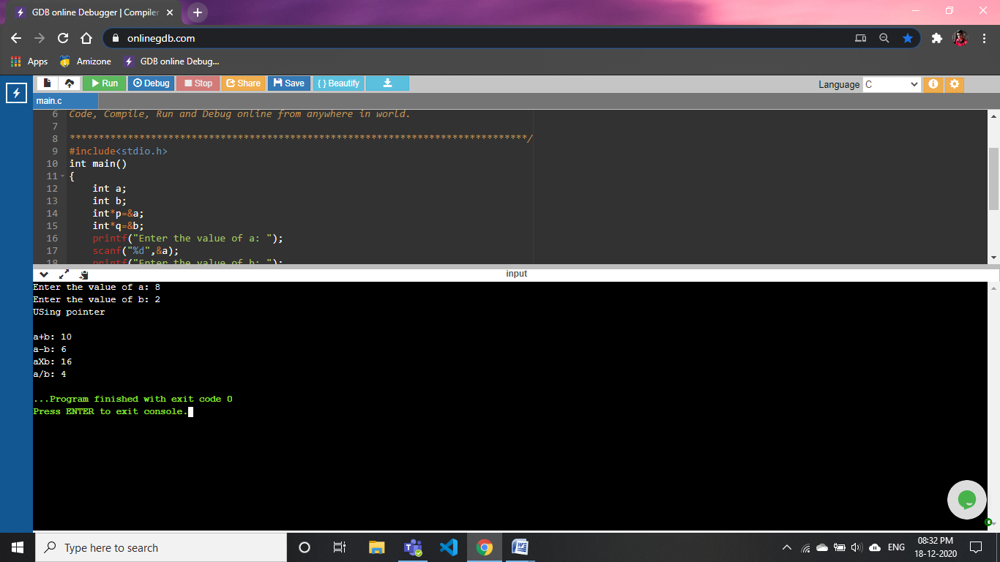 GDB online Debugger | Compiler
onlinegdb.com
Apps Amizone GDB online Debug...
Run Debug Stop Share Save { } Beautify Language C
main.c
6 Code, Compile, Run and Debug online from anywhere in world.
7
8 *******************************************************************************/
9 #include<stdio.h>
10 int main()
11 {
12 int a;
13 int b;
14 int*p=&a;
15 int*q=&b;
16 printf("Enter the value of a: ");
17 scanf("%d",&a);
18 printf("Enter the value of b: ");
input
Enter the value of a: 8
Enter the value of b: 2
USing pointer
a+b: 10
a-b: 6
aXb: 16
a/b: 4
...Program finished with exit code 0
Press ENTER to exit console.
Type here to search
ENG
08:32 PM
18-12-2020